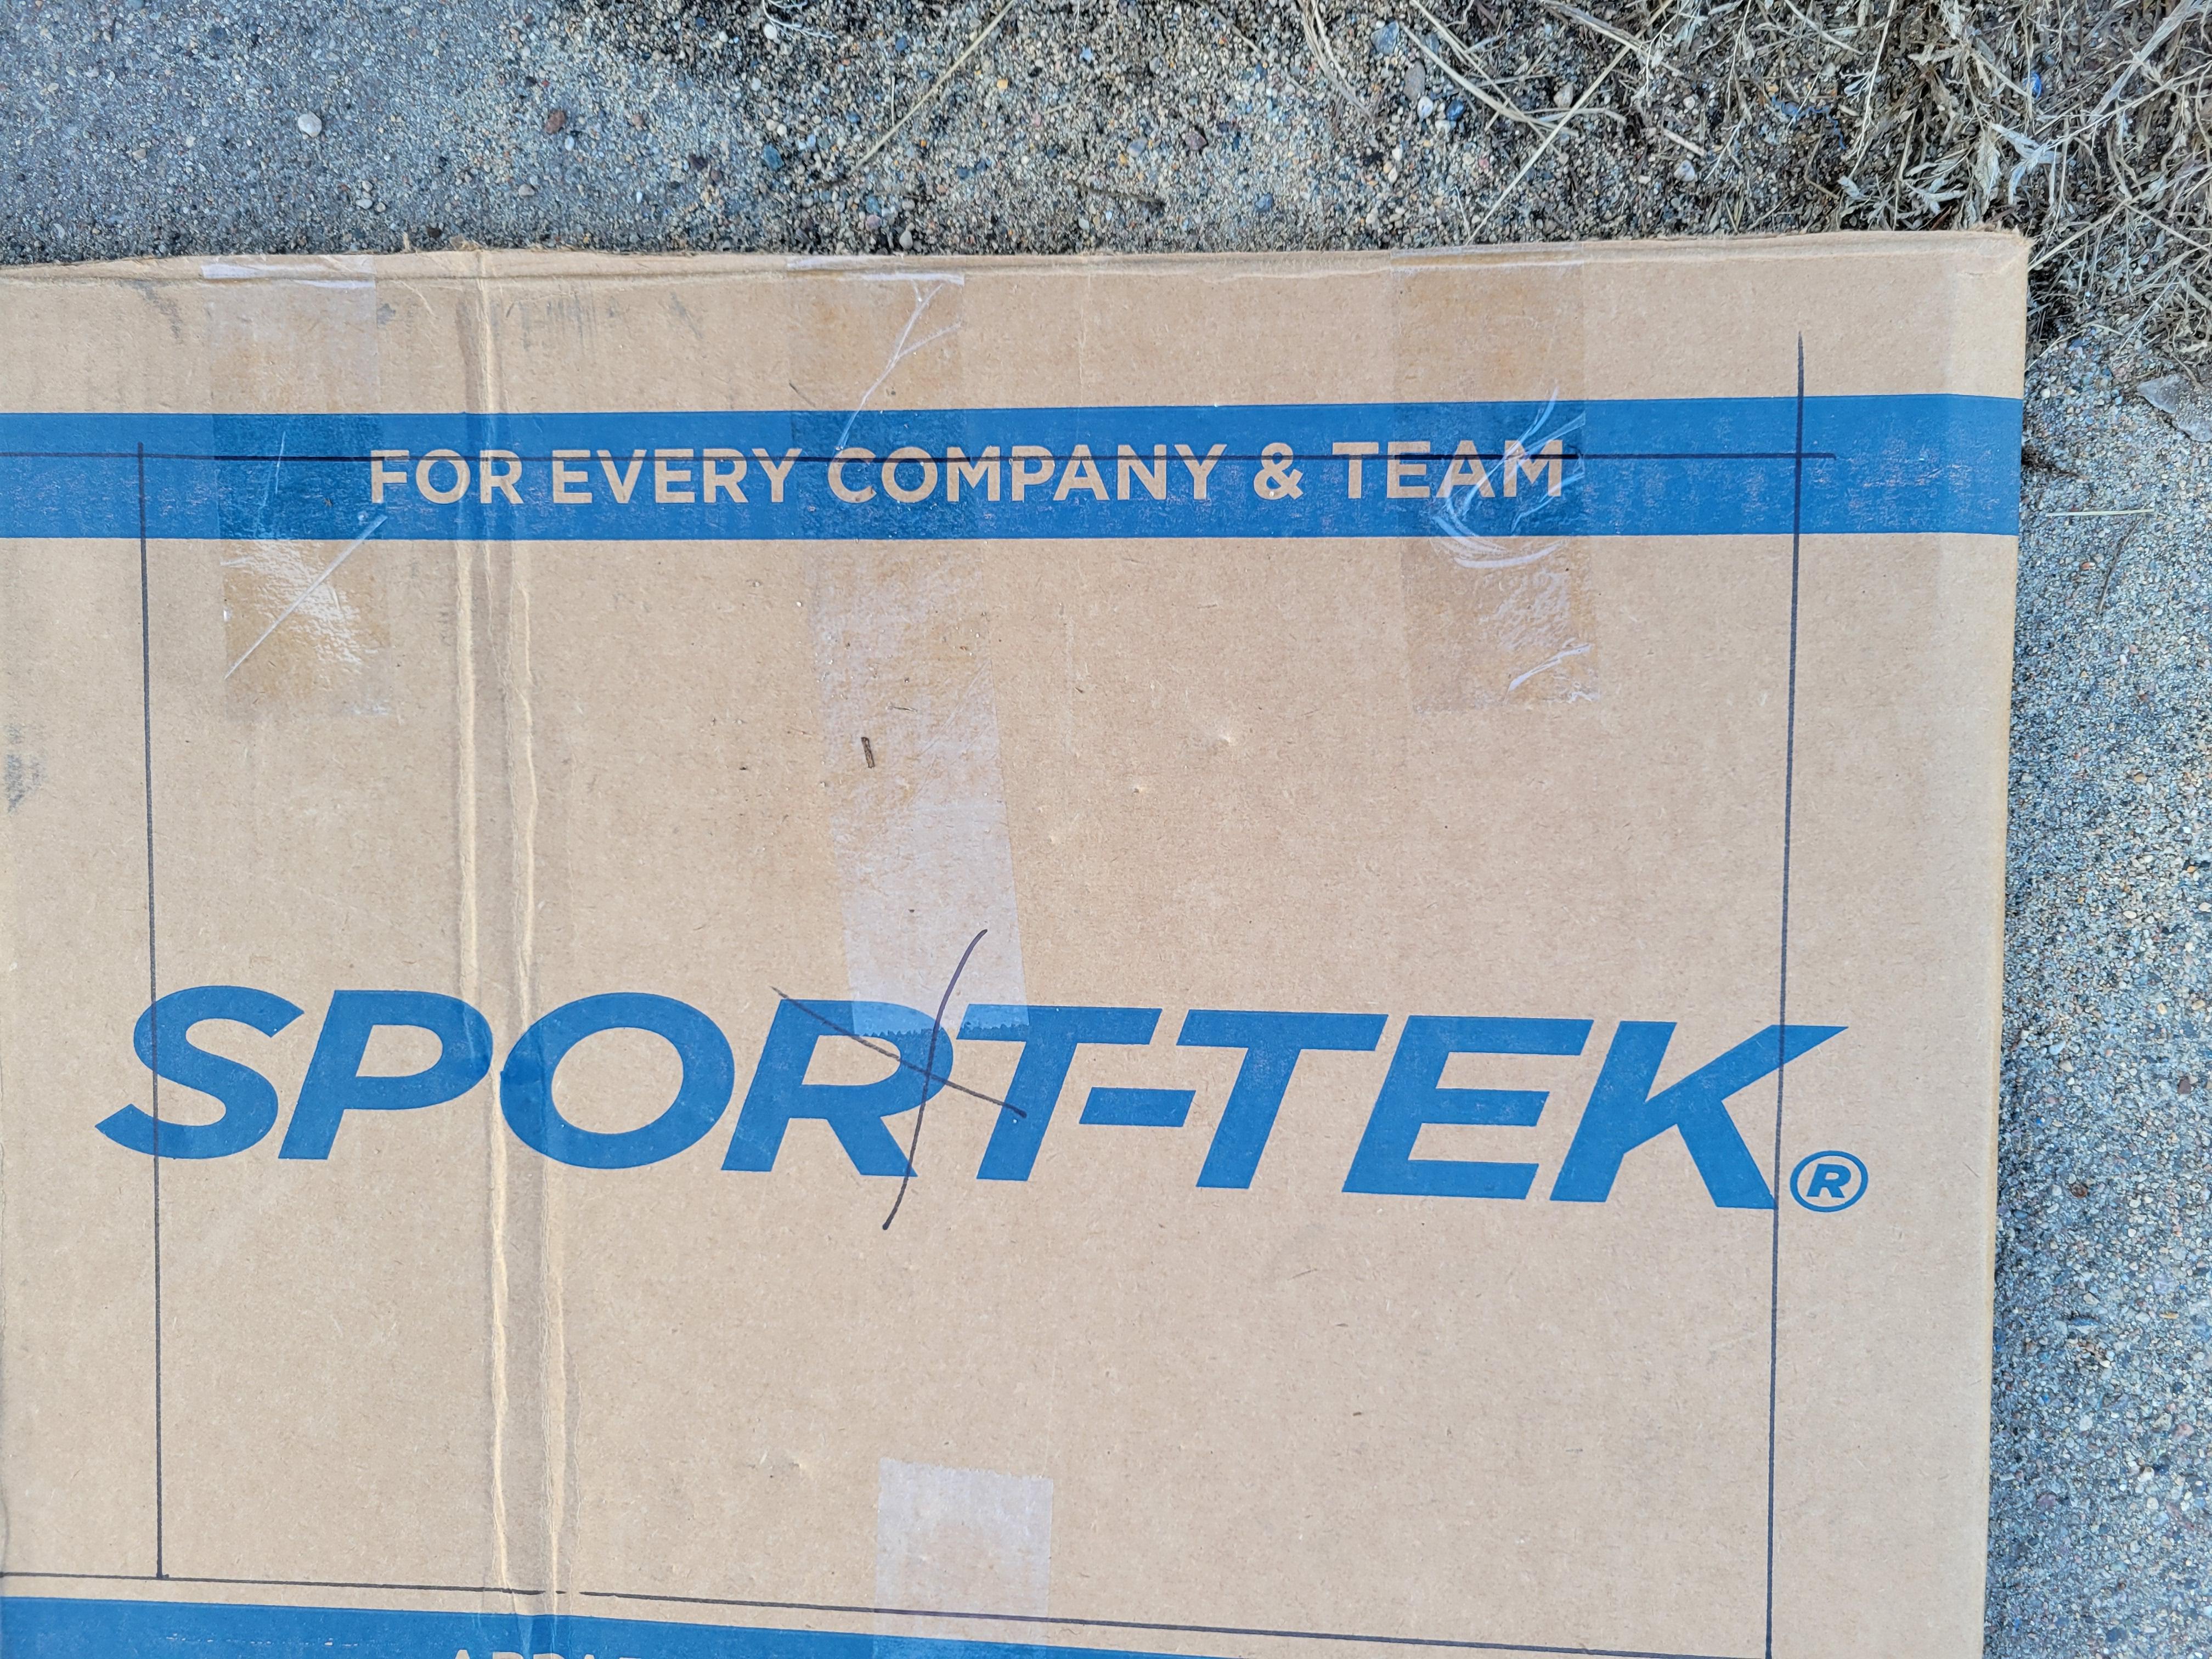 FOR EVERY COMPANY & TEAM
SPORT-TEK®